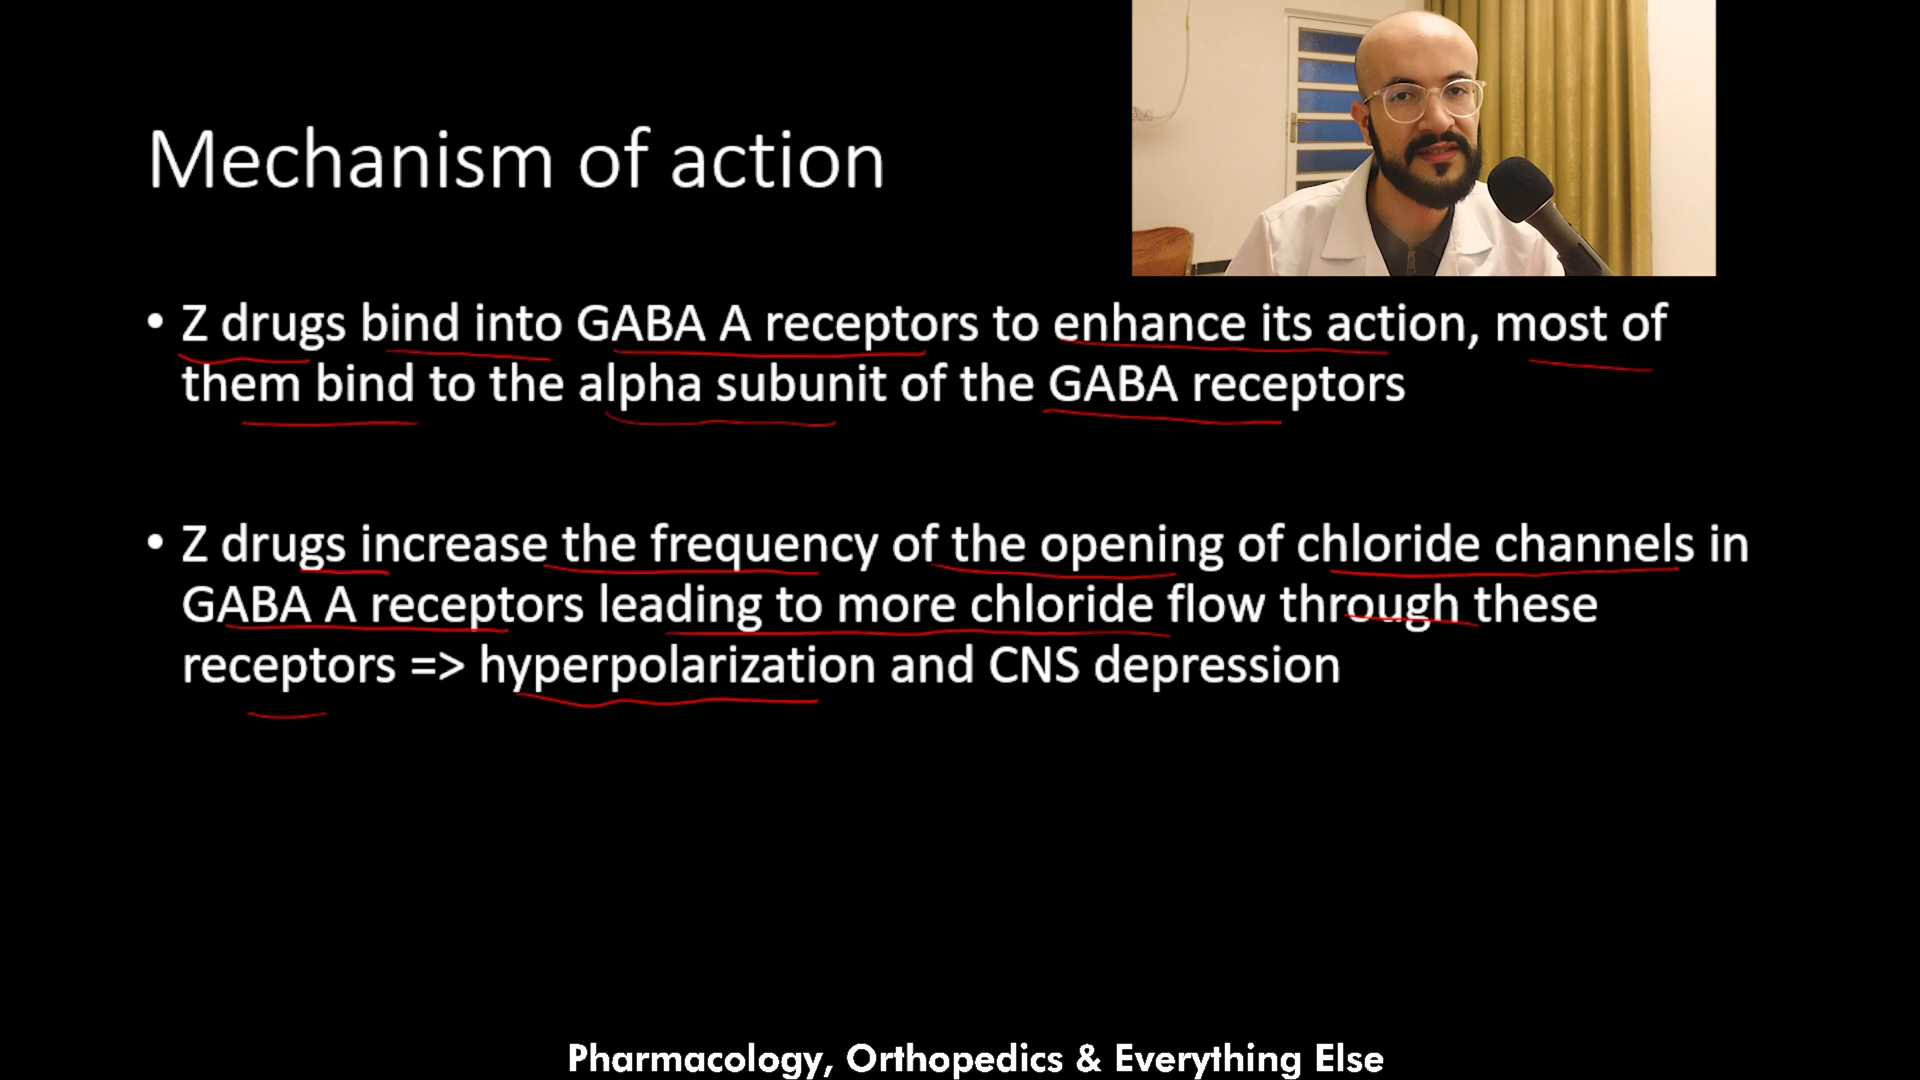 Mechanism of action
• Z drugs bind into GABA A receptors to enhance its action, most of
them bind to the alpha subunit of the GABA receptors
• Z drugs increase the frequency of the opening of chloride channels in
GABA A receptors leading to more chloride flow through these
receptors => hyperpolarization and CNS depression
Pharmacology, Orthopedics & Everything Else